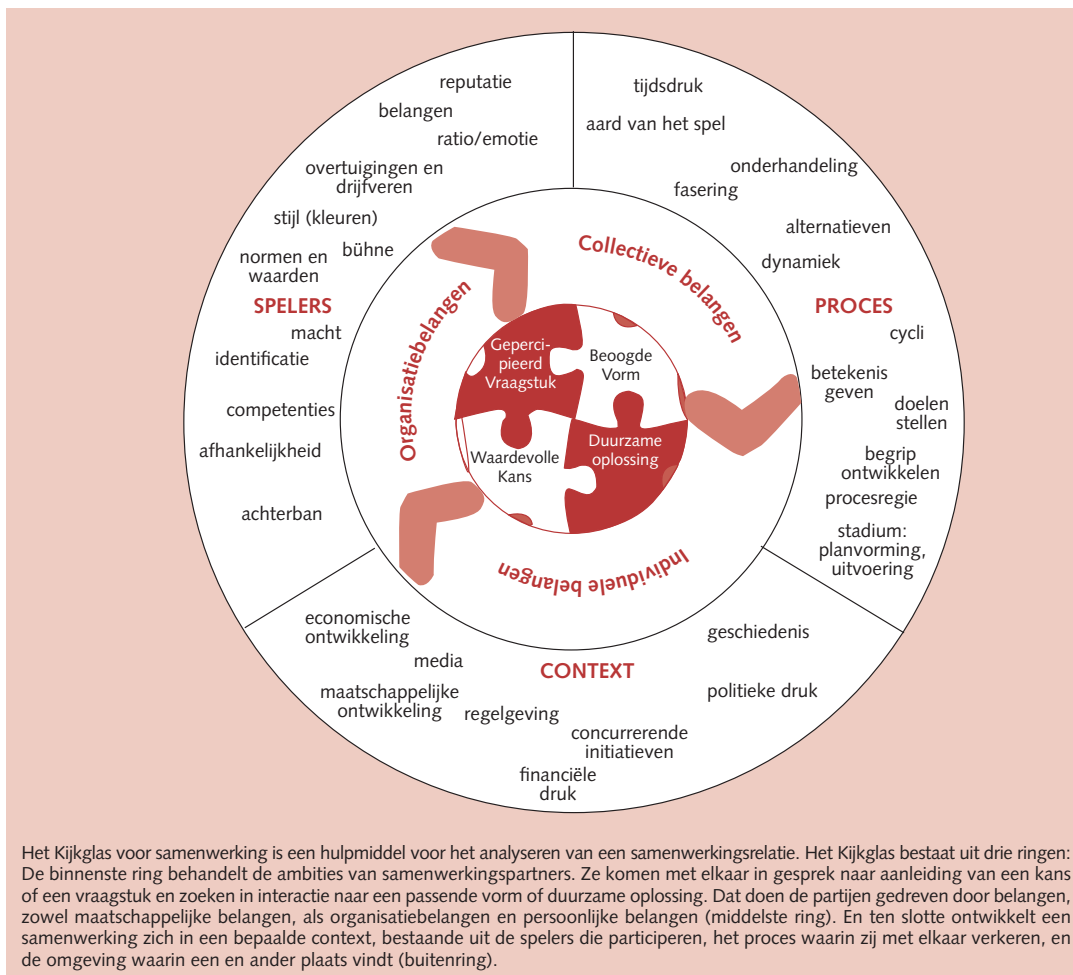 reputatie
belangen
ratio/emotie
overtuigingen en
drijfveren
stijl (kleuren)
bühne
normen en
waarden
SPELERS
macht
identificatie
competenties
afhankelijkheid
achterban
tijdsdruk
aard van het spel
onderhandeling
fasering
alternatieven
dynamiek
PROCES
cycli
betekenis
geven
doelen
stellen
begrip
ontwikkelen
procesregie
stadium:
planvorming,
uitvoering
Organisatiebelangen
Collectieve belangen
Individuele belangen
Geperci-
pieerd
Vraagstuk
Beoogde
Vorm
Waardevolle
Kans
Duurzame
oplossing
economische
ontwikkeling
media
maatschappelijke
ontwikkeling
regelgeving
CONTEXT
geschiedenis
politieke druk
concurrerende
initiatieven
financiële
druk
Het Kijkglas voor samenwerking is een hulpmiddel voor het analyseren van een samenwerkingsrelatie. Het Kijkglas bestaat uit drie ringen:
De binnenste ring behandelt de ambities van samenwerkingspartners. Ze komen met elkaar in gesprek naar aanleiding van een kans
of een vraagstuk en zoeken in interactie naar een passende vorm of duurzame oplossing. Dat doen de partijen gedreven door belangen,
zowel maatschappelijke belangen, als organisatiebelangen en persoonlijke belangen (middelste ring). En ten slotte ontwikkelt een
samenwerking zich in een bepaalde context, bestaande uit de spelers die participeren, het proces waarin zij met elkaar verkeren, en
de omgeving waarin een en ander plaats vindt (buitenring).